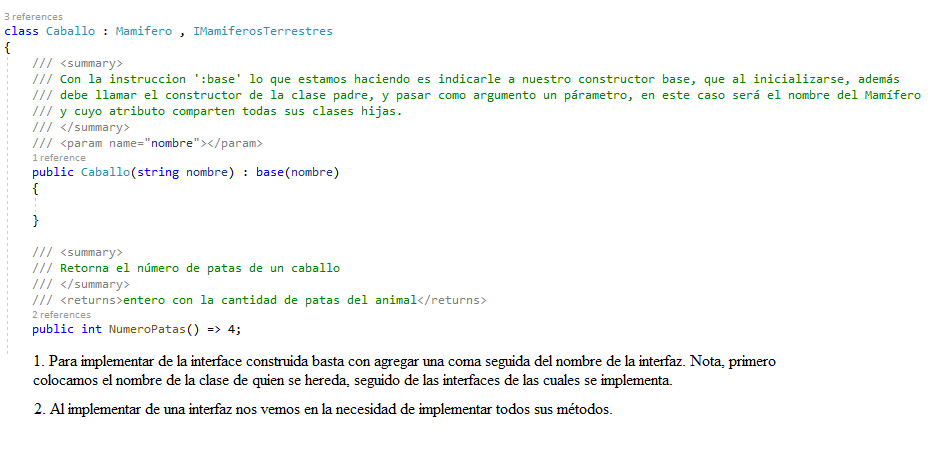 3 references
class Caballo : Mamifero , IMamiferosTerrestres
{
/// <summary>
/// Con la instruccion ':base' lo que estamos haciendo es indicarle a nuestro constructor base, que al inicializarse, además
/// debe llamar el constructor de la clase padre, y pasar como argumento un párametro, en este caso será el nombre del Mamífero
/// y cuyo atributo comparten todas sus clases hijas.
/// </summary>
/// <param name="nombre"></param>
1 reference
public Caballo(string nombre) : base(nombre)
{
}
/// <summary>
/// Retorna el número de patas de un caballo
/// </summary>
/// <returns>entero con la cantidad de patas del animal</returns>
2 references
public int NumeroPatas() => 4;
1. Para implementar de la interface construida basta con agregar una coma seguida del nombre de la interfaz. Nota, primero
colocamos el nombre de la clase de quien se hereda, seguido de las interfaces de las cuales se implementa.
2. Al implementar de una interfaz nos vemos en la necesidad de implementar todos sus métodos.